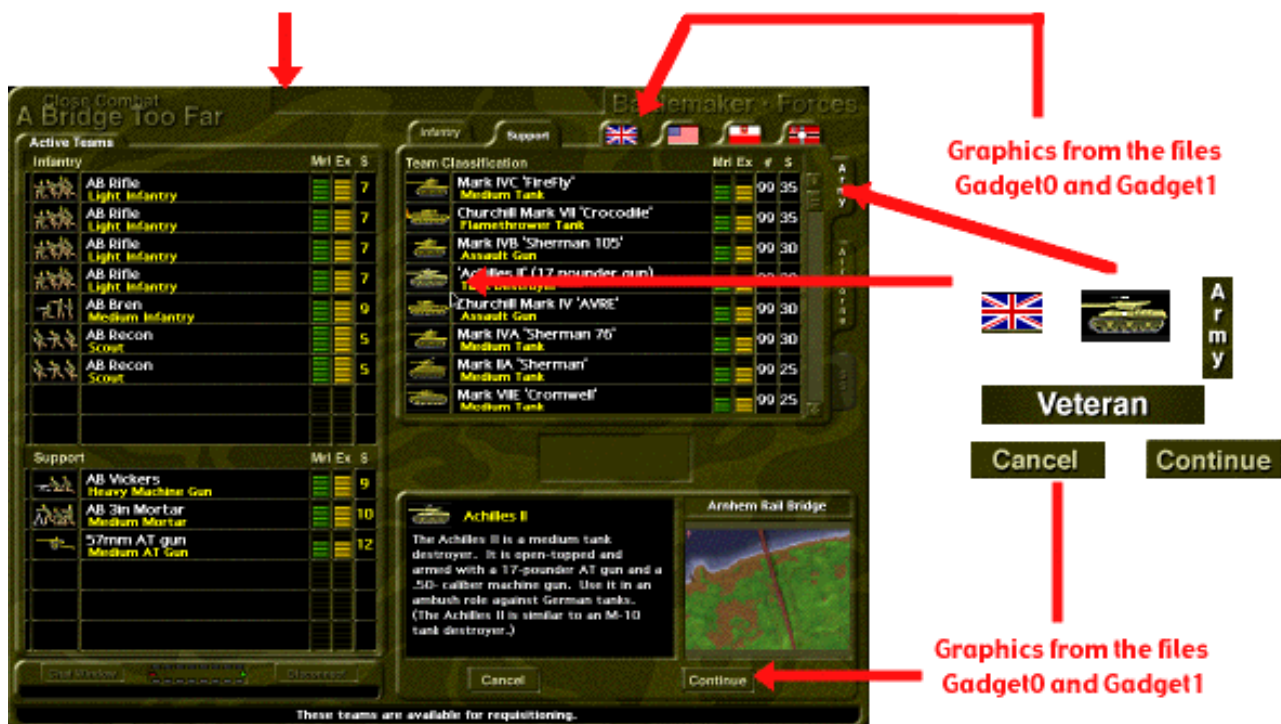 Close Combat
A Bridge Too Far
Battlemaker · Forces
Active Teams
Infantry Mrl Ex S
AB Rifle 7
Light Infantry
AB Rifle 7
Light Infantry
AB Rifle 7
Light Infantry
AB Rifle 7
Light Infantry
AB Bren 9
Medium Infantry
AB Recon 5
Scout
AB Recon 5
Scout
Support Mrl Ex S
AB Vickers 9
Heavy Machine Gun
AB 3in Mortar 10
Medium Mortar
57mm AT gun 12
Medium AT Gun
Chat Window Disconnect
Infantry Support
Team Classification Mrl Ex # S
Mark IVC 'FireFly' 99 35
Medium Tank
Churchill Mark VII 'Crocodile' 99 35
Flamethrower Tank
Mark IVB 'Sherman 105' 99 30
Assault Gun
'Achilles II' (17 pounder gun)
Tank Destroyer
Churchill Mark IV 'AVRE' 99 30
Assault Gun
Mark IVA 'Sherman 76' 99 30
Medium Tank
Mark IIA 'Sherman' 99 25
Medium Tank
Mark VIIE 'Cromwell' 99 25
Medium Tank
Army
Airborne
SS
Achilles II
The Achilles II is a medium tank
destroyer. It is open-topped and
armed with a 17-pounder AT gun and a
.50- caliber machine gun. Use it in an
ambush role against German tanks.
(The Achilles II is similar to an M-10
tank destroyer.)
Arnhem Rail Bridge
Cancel Continue
These teams are available for requisitioning.
Graphics from the files
Gadget0 and Gadget1
Army
Veteran
Cancel Continue
Graphics from the files
Gadget0 and Gadget1